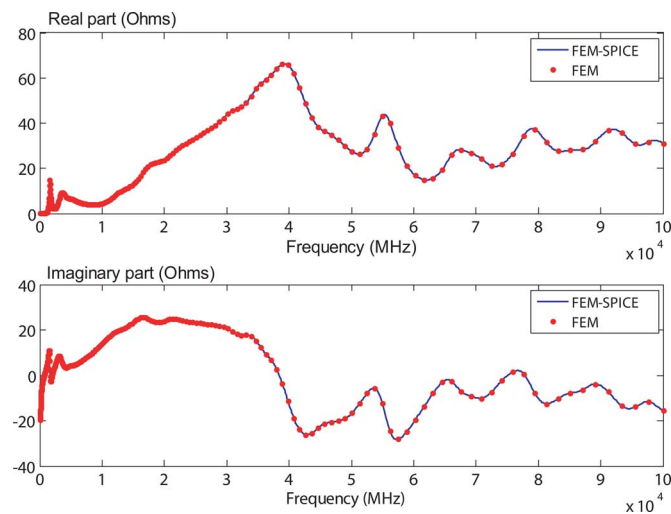 Real part (Ohms)
80
60
40
20
0
FEM-SPICE
FEM
0 1 2 3 4 5 6 7 8 9 10
Frequency (MHz)
x 10^4
Imaginary part (Ohms)
40
20
0
-20
-40
FEM-SPICE
FEM
0 1 2 3 4 5 6 7 8 9 10
Frequency (MHz)
x 10^4